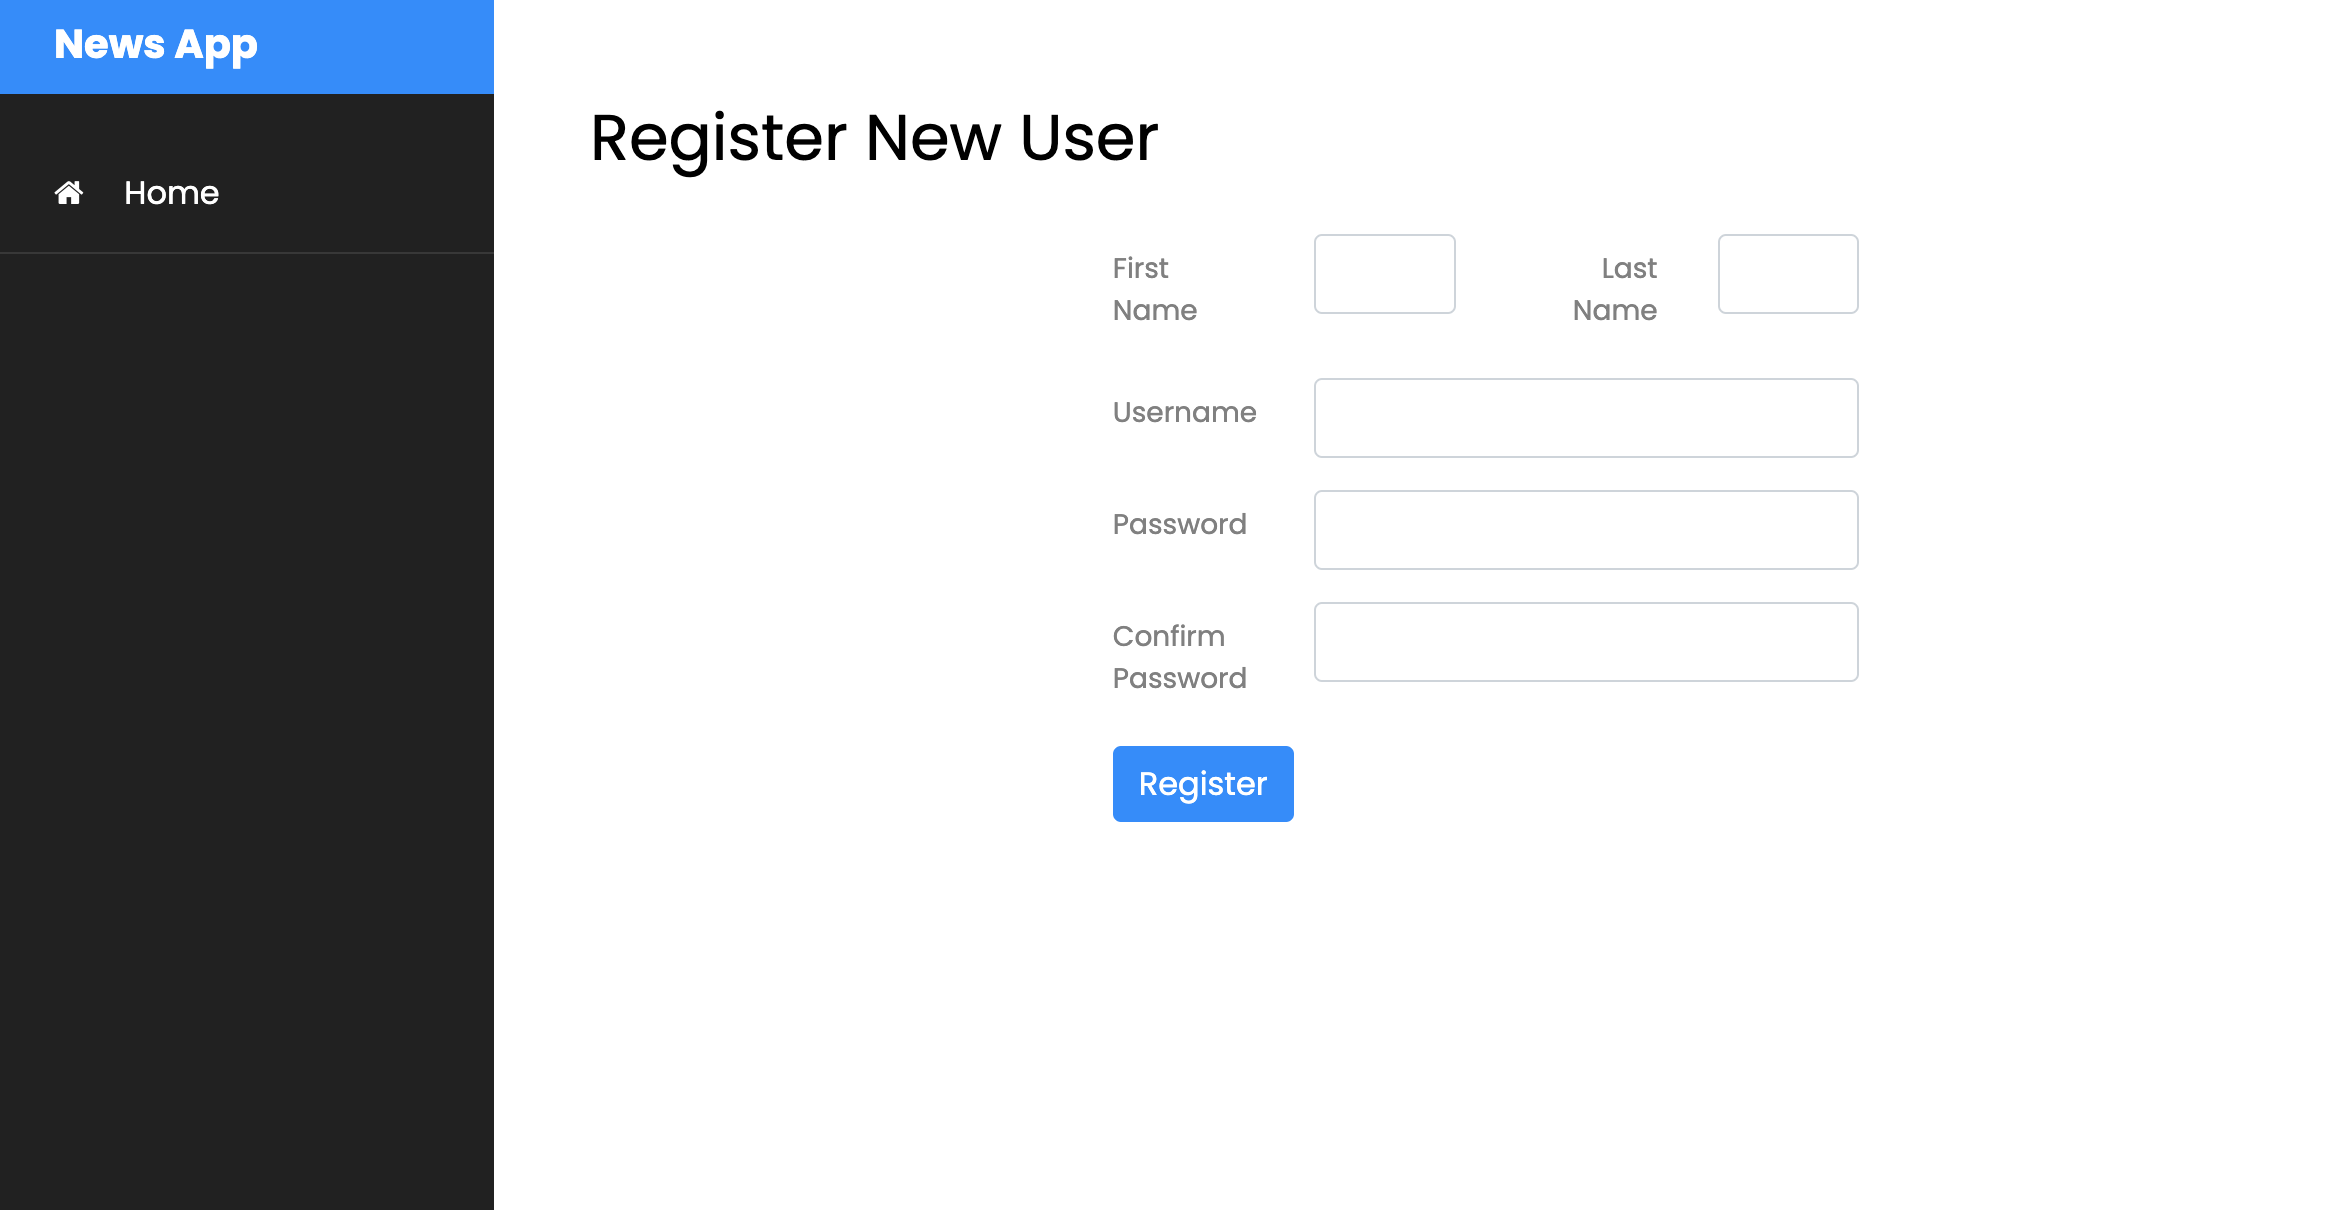 News App
Home
Register New User
First
Name
Last
Name
Username
Password
Confirm
Password
Register